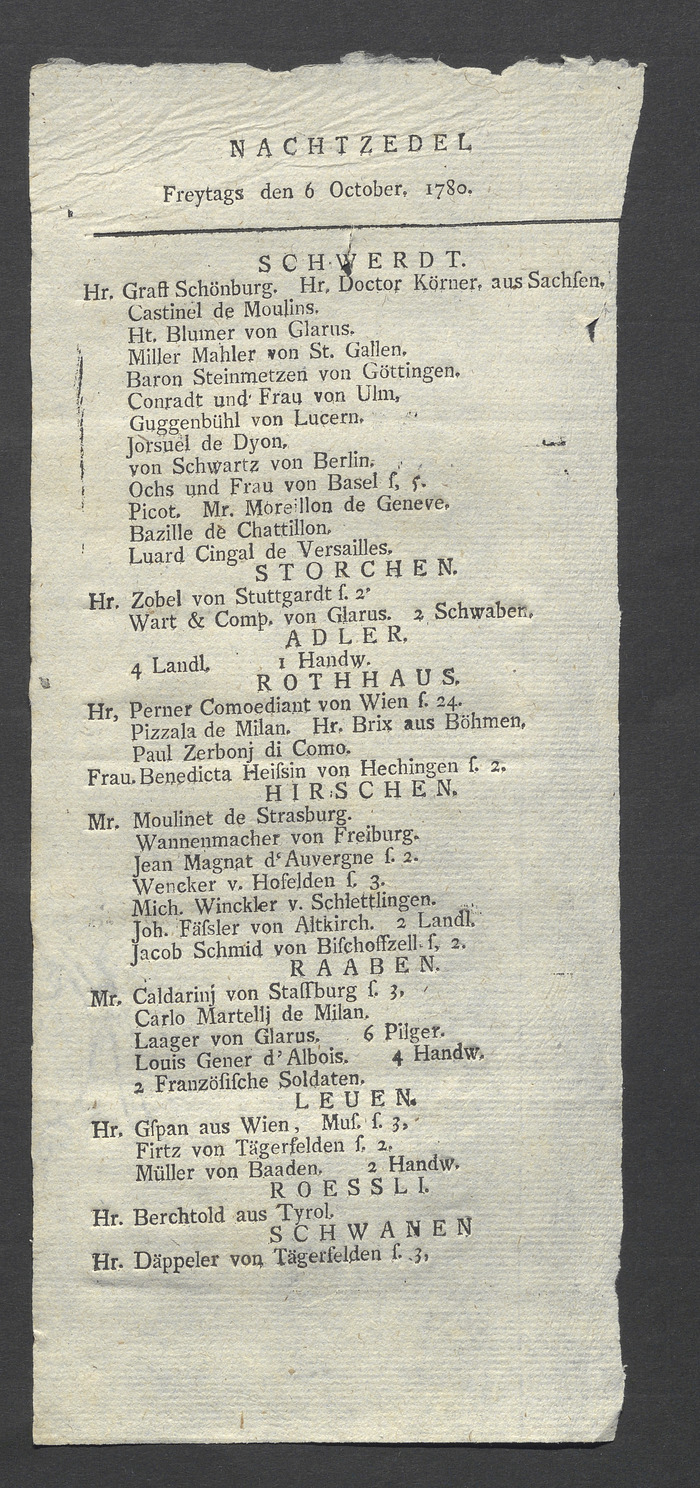 NACHTZEDEL
Freytags den 6 October, 1780.
SCHWERDT.
Hr. Graff Schönburg. Hr. Doctor Körner, aus Sachſen,
Castinel de Moulins.
Ht. Blumer von Glarus.
Miller Mahler von St. Gallen,
Baron Steinmetzen von Göttingen,
Conradt und Frau von Ulm,
Guggenbühl von Lucern.
Jorsuel de Dyon,
von Schwartz von Berlin.
Ochs und Frau von Basel ſ, 5.
Picot. Mr. Moreillon de Geneve,
Bazille de Chattillon,
Luard Cingal de Versailles.
STORCHEN.
Hr. Zobel von Stuttgardt ſ. 2
Wart & Comp. von Glarus. 2 Schwaben.
ADLER.
4 Landl. 1 Handw.
ROTHHAUS.
Hr, Perner Comoediant von Wien ſ. 24.
Pizzala de Milan. Hr. Brix aus Böhmen,
Paul Zerbonj di Como.
Frau. Benedicta Heiſsin von Hechingen ſ. 2.
HIRSCHEN.
Mr. Moulinet de Strasburg.
Wannenmacher von Freiburg.
Jean Magnat d'Auvergne ſ. 2.
Wencker v. Hofelden ſ. 3.
Mich. Winckler v. Schlettlingen.
Joh. Fäſsler von Altkirch. 2 Landl.
Jacob Schmid von Biſchoffzell. ſ, 2.
RAABEN.
Mr. Caldarinj von Staſſburg ſ. 3,
Carlo Martellj de Milan.
Laager von Glarus. 6 Pilger.
Louis Gener d'Albois. 4 Handw.
2 Franzöſiſche Soldaten.
LEUEN.
Hr. Gſpan aus Wien, Muſ. ſ. 3,
Firtz von Tägerfelden ſ. 2,
Müller von Baaden, 2 Handw.
ROESSLI.
Hr. Berchtold aus Tyrol.
SCHWANEN
Hr. Däppeler von Tägerfelden ſ. 3,